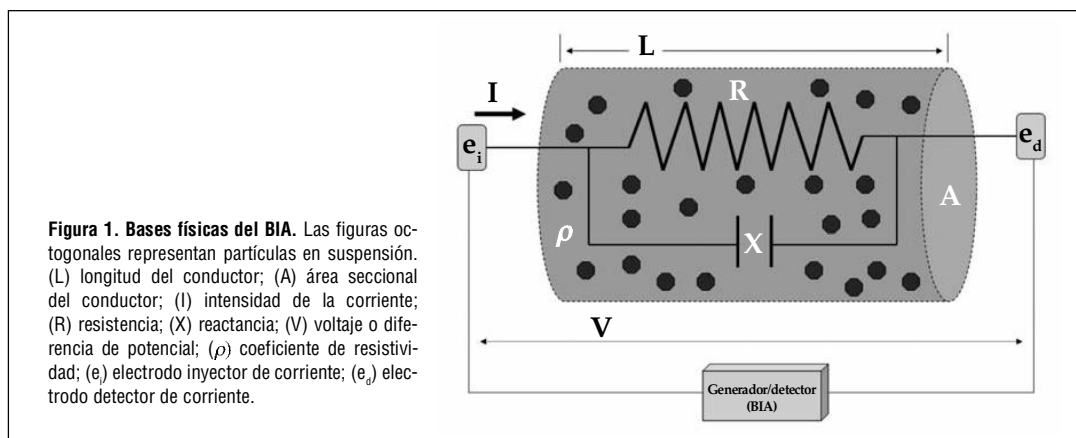 Figura 1. Bases físicas del BIA. Las figuras oc-
togonales representan partículas en suspensión.
(L) longitud del conductor; (A) área seccional
del conductor; (I) intensidad de la corriente;
(R) resistencia; (X) reactancia; (V) voltaje o dife-
rencia de potencial; (ρ) coeficiente de resistivi-
dad; (ei) electrodo inyector de corriente; (ed) elec-
trodo detector de corriente.
L
I
R
ei
ed
A
ρ
X
V
Generador/detector
(BIA)